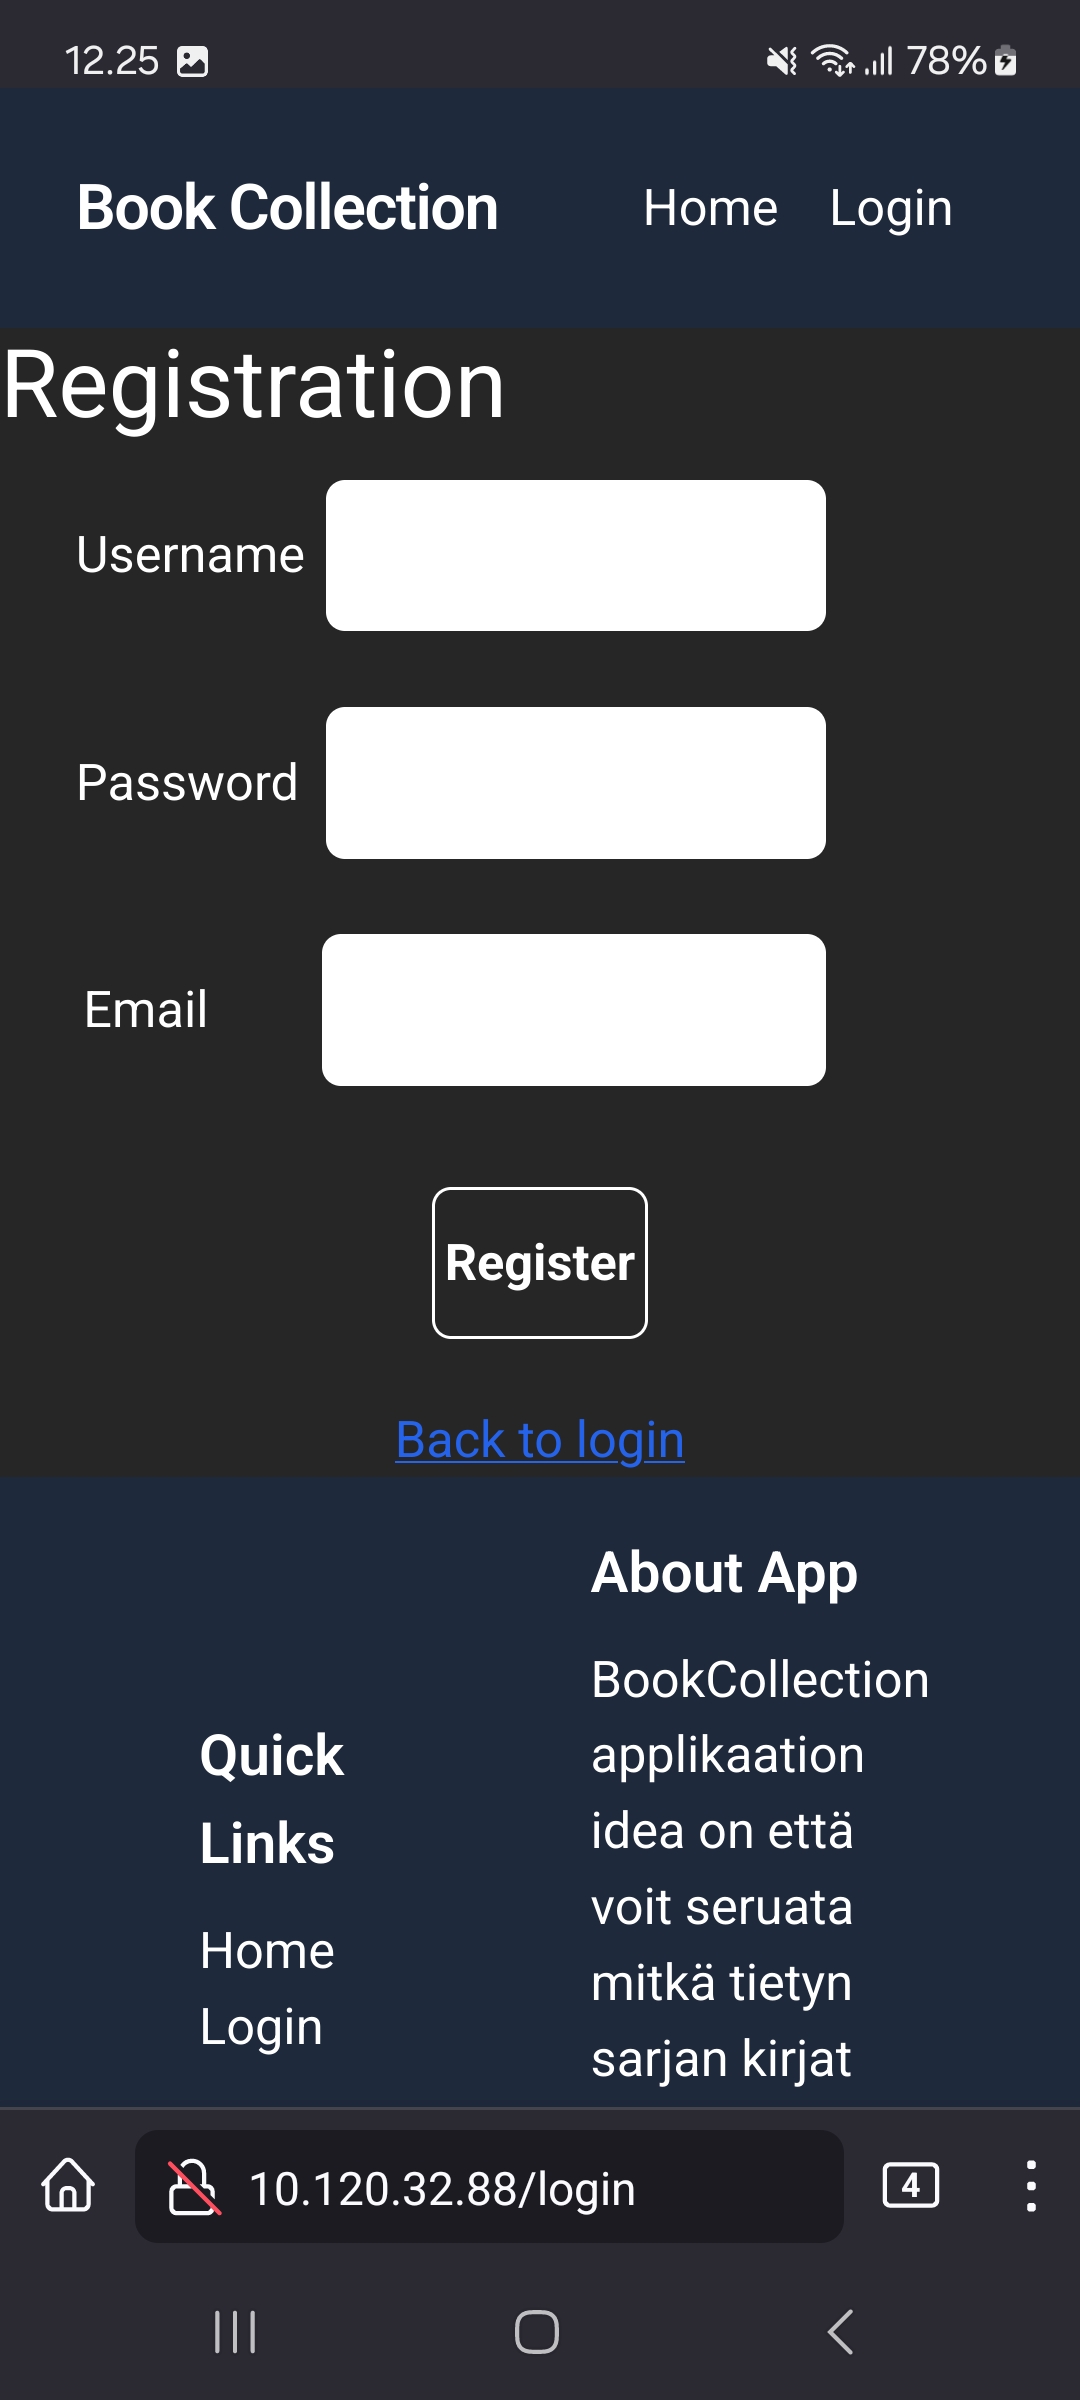 12.25 78%
Book Collection Home Login
Registration
Username
Password
Email
Register
Back to login
Quick
Links
Home
Login
About App
BookCollection
applikaation
idea on että
voit seruata
mitkä tietyn
sarjan kirjat
10.120.32.88/login 4